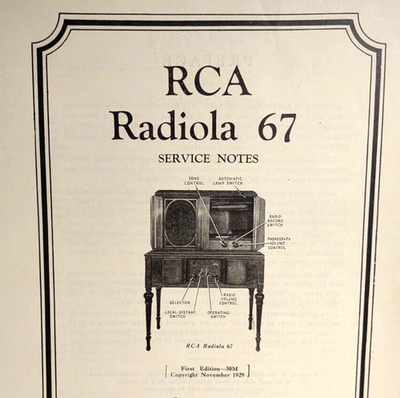 RCA
Radiola 67
SERVICE NOTES
TONE
CONTROL
AUTOMATIC
LAMP SWITCH
RADIO-
RECORD
SWITCH
PHONOGRAPH
VOLUME
CONTROL
SELECTOR
RADIO
VOLUME
CONTROL
LOCAL-DISTANT
SWITCH
OPERATING
SWITCH
RCA Radiola 67
First Edition—30M
Copyright November 1929